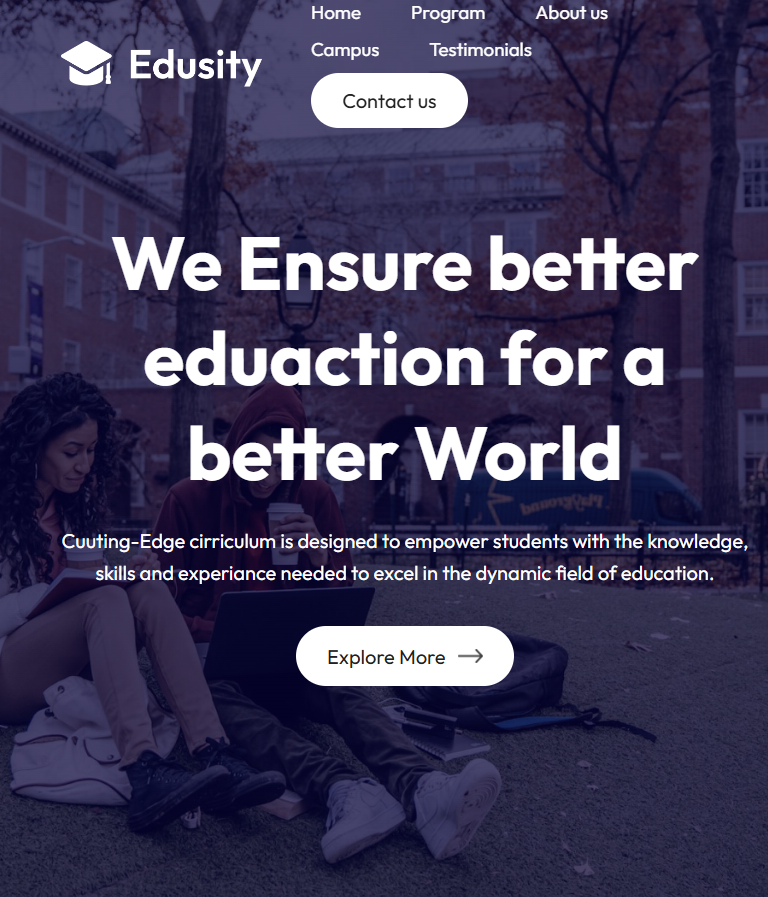 Home Program About us
Edusity
Campus Testimonials
Contact us
We Ensure better
eduaction for a
better World
Cuuting-Edge cirriculum is designed to empower students with the knowledge,
skills and experiance needed to excel in the dynamic field of education.
Explore More